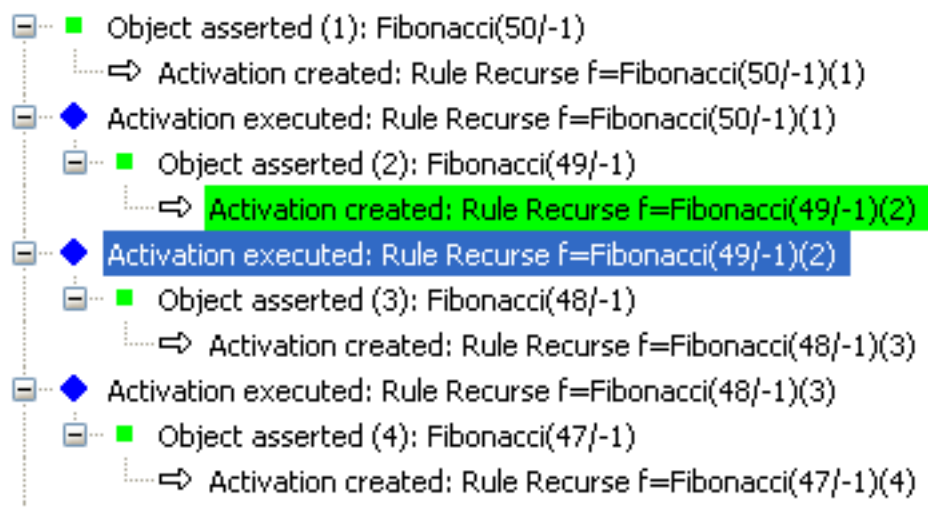 Object asserted (1): Fibonacci(50/-1)
Activation created: Rule Recurse f=Fibonacci(50/-1)(1)
Activation executed: Rule Recurse f=Fibonacci(50/-1)(1)
Object asserted (2): Fibonacci(49/-1)
Activation created: Rule Recurse f=Fibonacci(49/-1)(2)
Activation executed: Rule Recurse f=Fibonacci(49/-1)(2)
Object asserted (3): Fibonacci(48/-1)
Activation created: Rule Recurse f=Fibonacci(48/-1)(3)
Activation executed: Rule Recurse f=Fibonacci(48/-1)(3)
Object asserted (4): Fibonacci(47/-1)
Activation created: Rule Recurse f=Fibonacci(47/-1)(4)